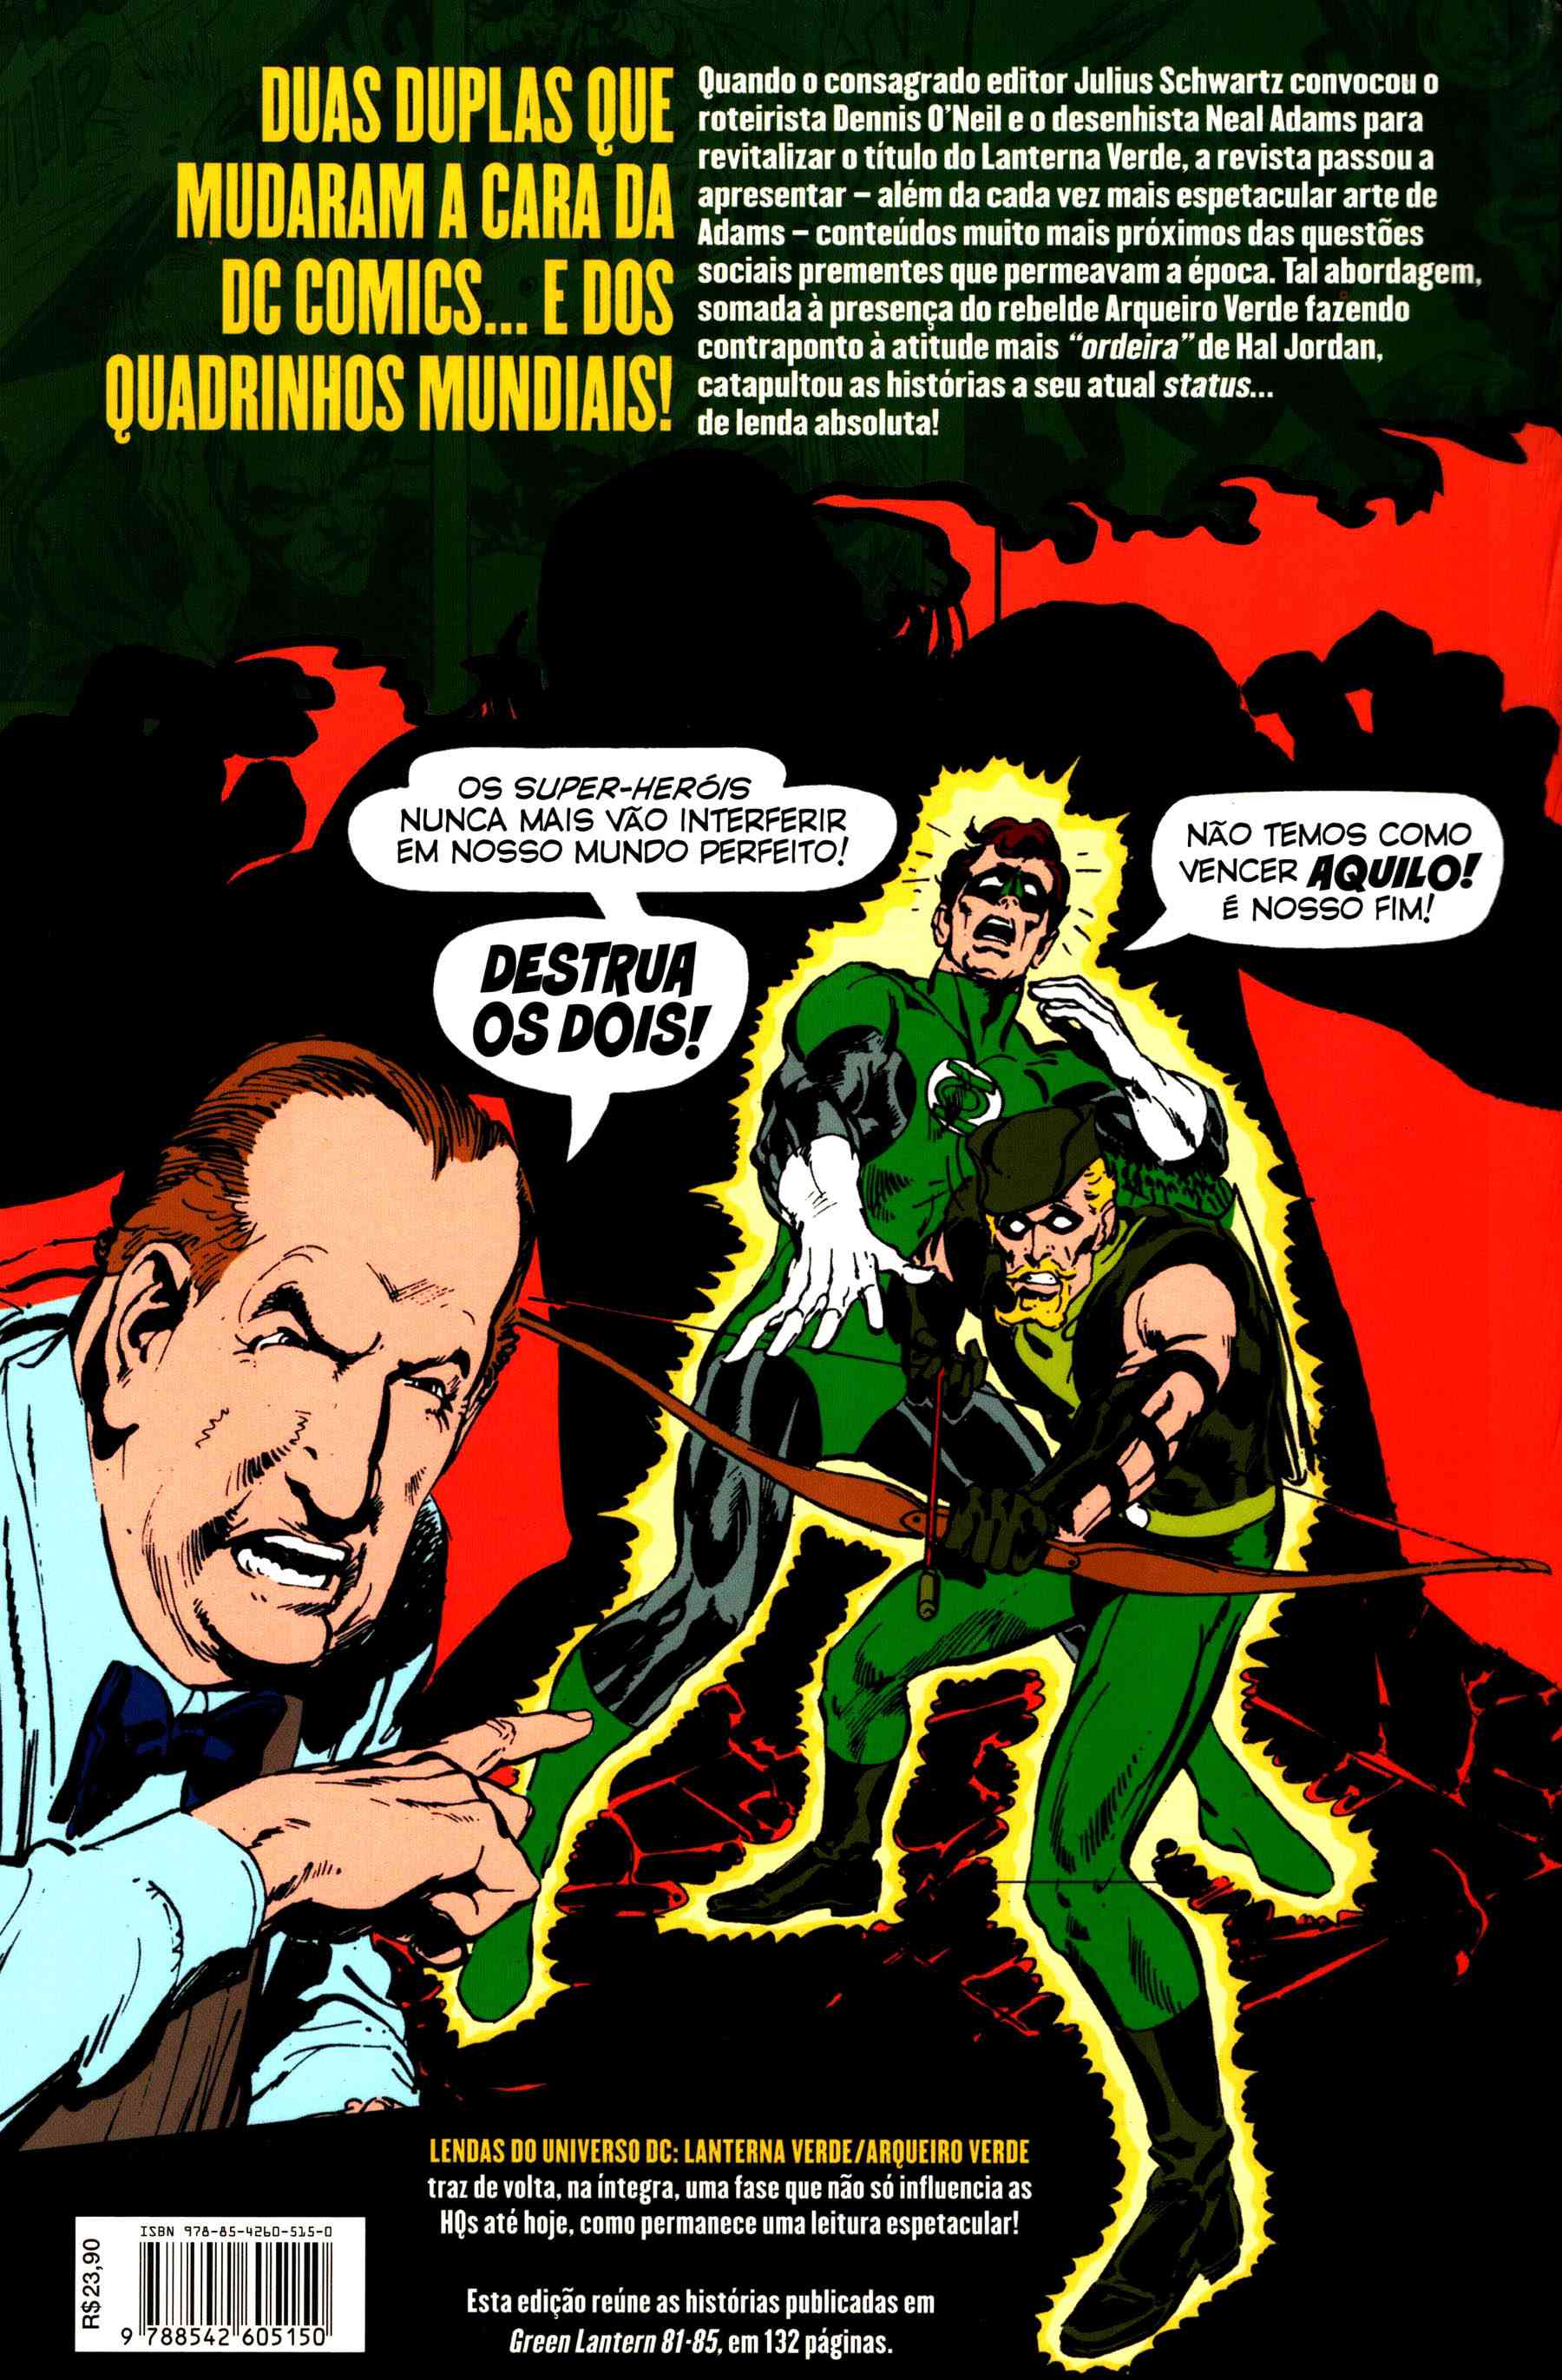 DUAS DUPLAS QUE
MUDARAM A CARA DA
DC COMICS... E DOS
QUADRINHOS MUNDIAIS!
Quando o consagrado editor Julius Schwartz convocou o
roteirista Dennis O'Neil e o desenhista Neal Adams para
revitalizar o título do Lanterna Verde, a revista passou a
apresentar – além da cada vez mais espetacular arte de
Adams – conteúdos muito mais próximos das questões
sociais prementes que permeavam a época. Tal abordagem,
somada à presença do rebelde Arqueiro Verde fazendo
contraponto à atitude mais “ordeira” de Hal Jordan,
catapultou as histórias a seu atual status...
de lenda absoluta!
OS SUPER-HERÓIS
NUNCA MAIS VÃO INTERFERIR
EM NOSSO MUNDO PERFEITO!
DESTRUA
OS DOIS!
NÃO TEMOS COMO
VENCER AQUILO!
É NOSSO FIM!
LENDAS DO UNIVERSO DC: LANTERNA VERDE/ARQUEIRO VERDE
traz de volta, na íntegra, uma fase que não só influencia as
HQs até hoje, como permanece uma leitura espetacular!
Esta edição reúne as histórias publicadas em
Green Lantern 81-85, em 132 páginas.
R$ 23,90
ISBN 978-85-4260-515-0
9 788542 605150